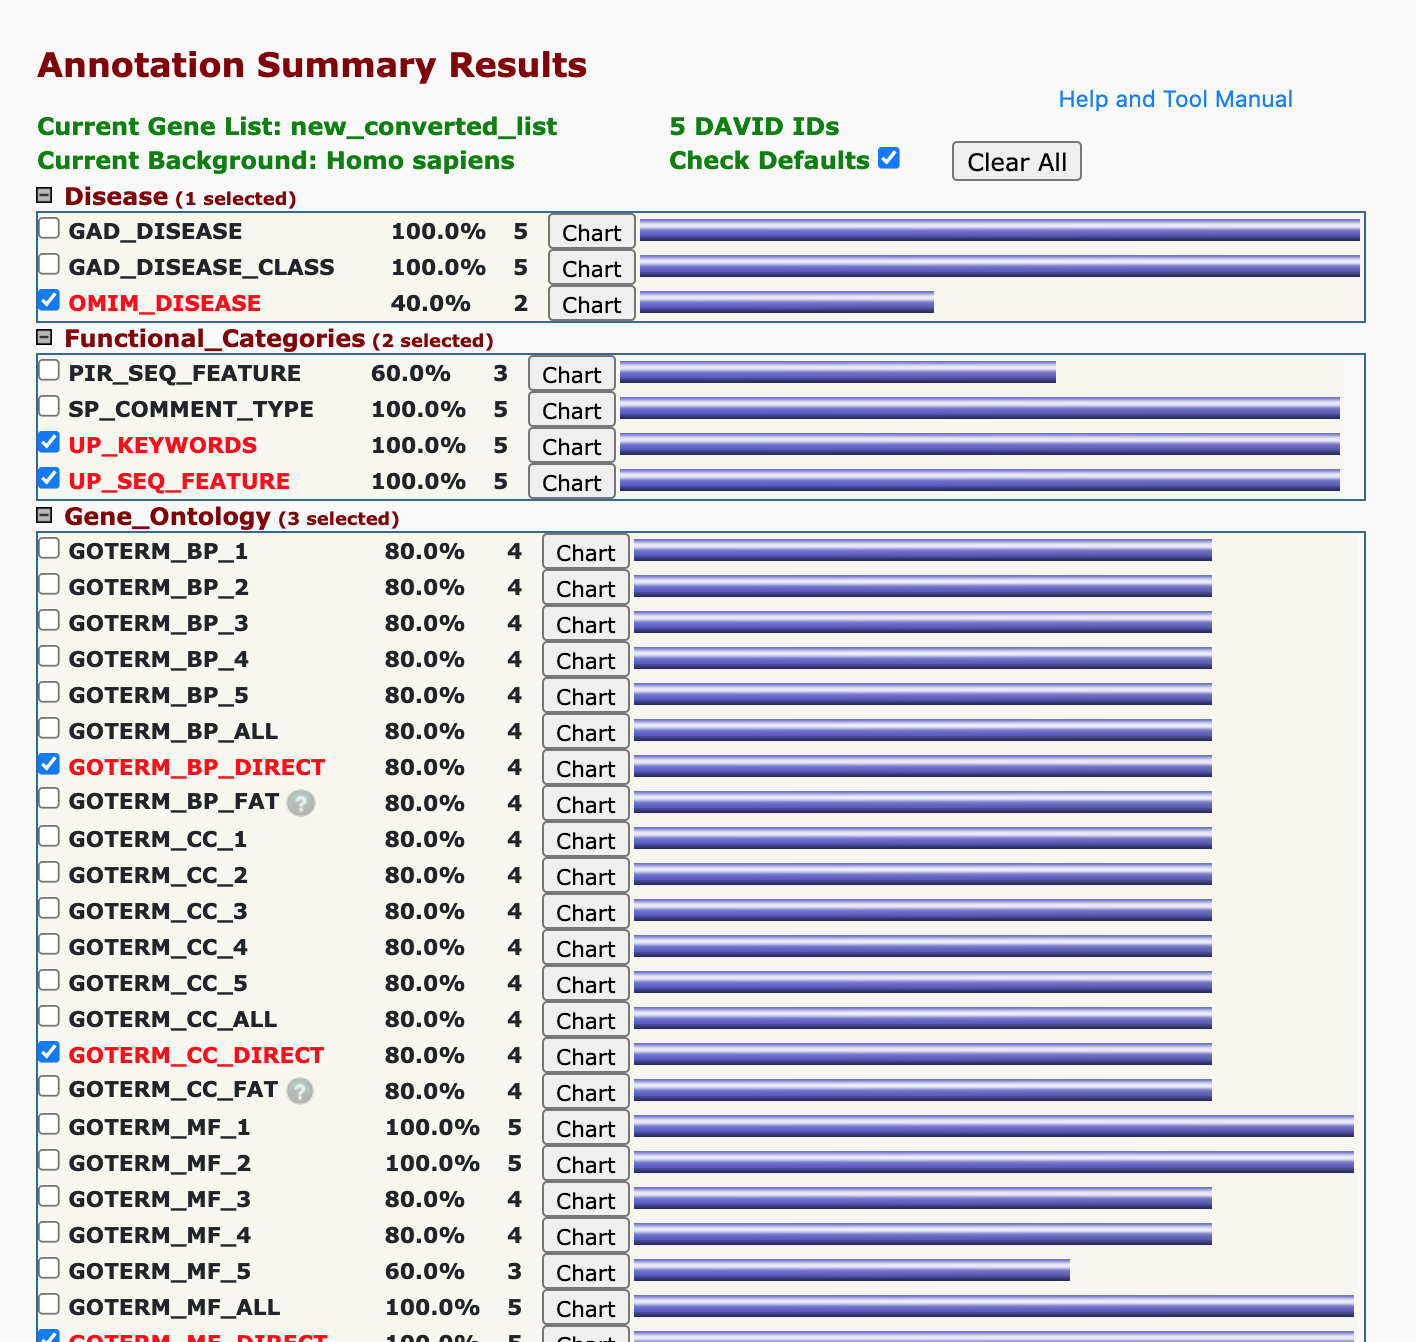 Annotation Summary Results
Help and Tool Manual
Current Gene List: new_converted_list 5 DAVID IDs
Current Background: Homo sapiens Check Defaults Clear All
Disease (1 selected)
GAD_DISEASE 100.0% 5 Chart
GAD_DISEASE_CLASS 100.0% 5 Chart
OMIM_DISEASE 40.0% 2 Chart
Functional_Categories (2 selected)
PIR_SEQ_FEATURE 60.0% 3 Chart
SP_COMMENT_TYPE 100.0% 5 Chart
UP_KEYWORDS 100.0% 5 Chart
UP_SEQ_FEATURE 100.0% 5 Chart
Gene_Ontology (3 selected)
GOTERM_BP_1 80.0% 4 Chart
GOTERM_BP_2 80.0% 4 Chart
GOTERM_BP_3 80.0% 4 Chart
GOTERM_BP_4 80.0% 4 Chart
GOTERM_BP_5 80.0% 4 Chart
GOTERM_BP_ALL 80.0% 4 Chart
GOTERM_BP_DIRECT 80.0% 4 Chart
GOTERM_BP_FAT ? 80.0% 4 Chart
GOTERM_CC_1 80.0% 4 Chart
GOTERM_CC_2 80.0% 4 Chart
GOTERM_CC_3 80.0% 4 Chart
GOTERM_CC_4 80.0% 4 Chart
GOTERM_CC_5 80.0% 4 Chart
GOTERM_CC_ALL 80.0% 4 Chart
GOTERM_CC_DIRECT 80.0% 4 Chart
GOTERM_CC_FAT ? 80.0% 4 Chart
GOTERM_MF_1 100.0% 5 Chart
GOTERM_MF_2 100.0% 5 Chart
GOTERM_MF_3 80.0% 4 Chart
GOTERM_MF_4 80.0% 4 Chart
GOTERM_MF_5 60.0% 3 Chart
GOTERM_MF_ALL 100.0% 5 Chart
GOTERM_MF_DIRECT 100.0% 5 Chart